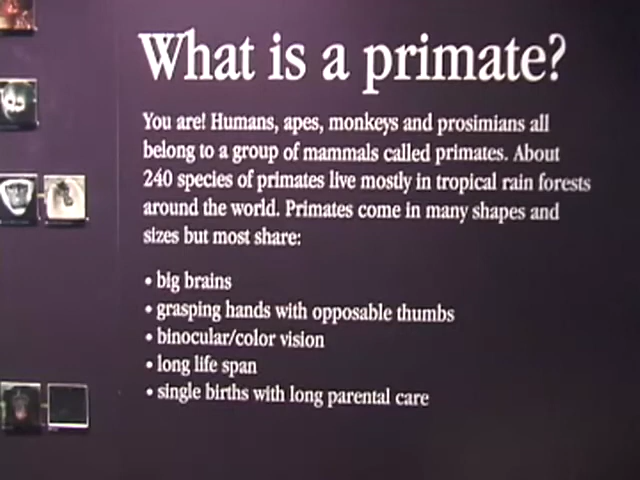 What is a primate?
You are! Humans, apes, monkeys and prosimians all
belong to a group of mammals called primates. About
240 species of primates live mostly in tropical rain forests
around the world. Primates come in many shapes and
sizes but most share:
• big brains
• grasping hands with opposable thumbs
• binocular/color vision
• long life span
• single births with long parental care